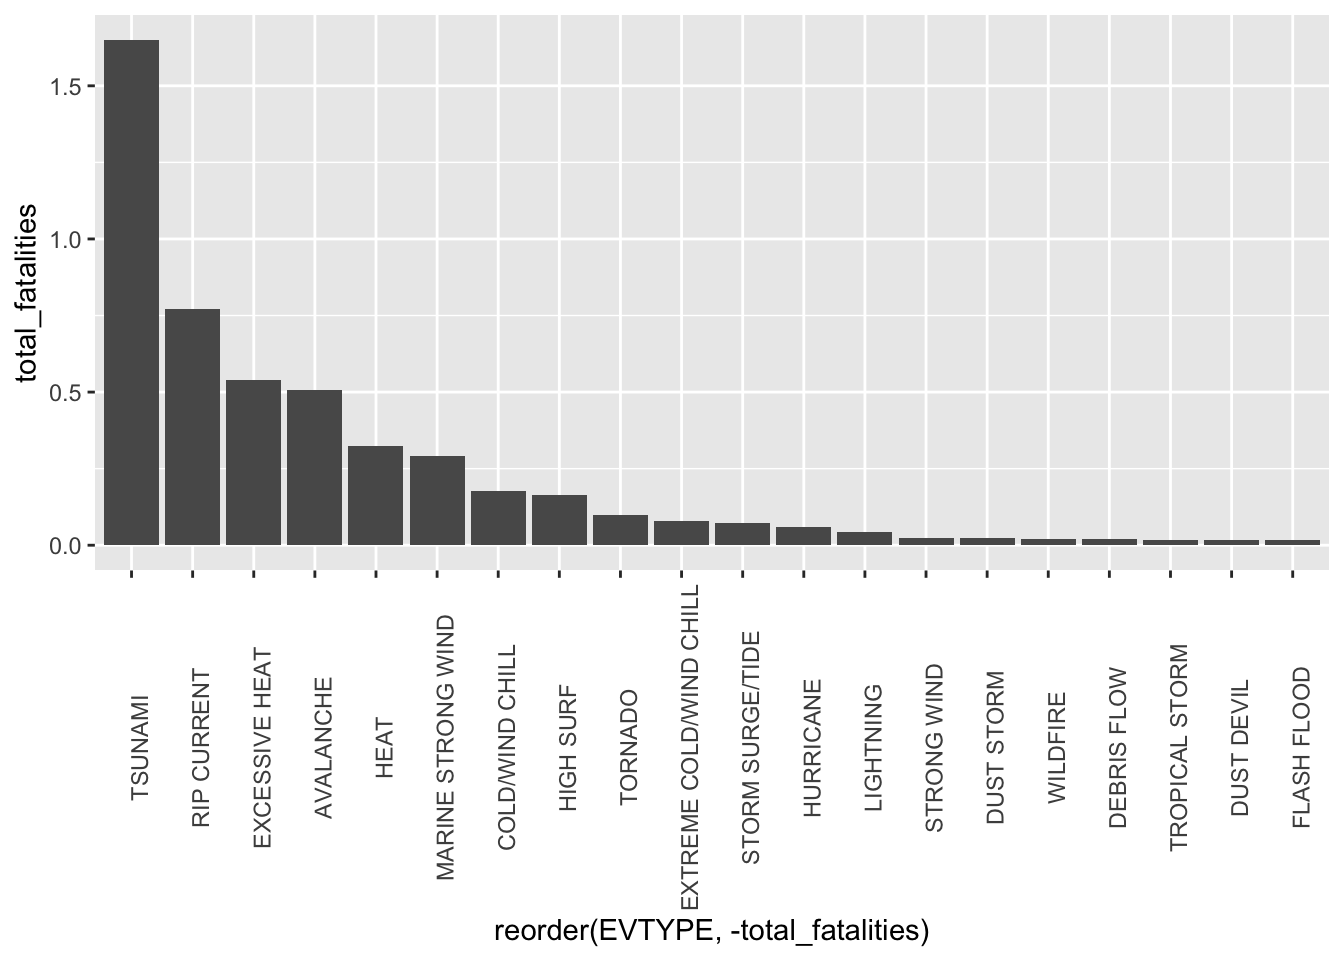 total_fatalities
1.5
1.0
0.5
0.0
TSUNAMI
RIP CURRENT
EXCESSIVE HEAT
AVALANCHE
HEAT
MARINE STRONG WIND
COLD/WIND CHILL
HIGH SURF
TORNADO
EXTREME COLD/WIND CHILL
STORM SURGE/TIDE
HURRICANE
LIGHTNING
STRONG WIND
DUST STORM
WILDFIRE
DEBRIS FLOW
TROPICAL STORM
DUST DEVIL
FLASH FLOOD
reorder(EVTYPE, -total_fatalities)